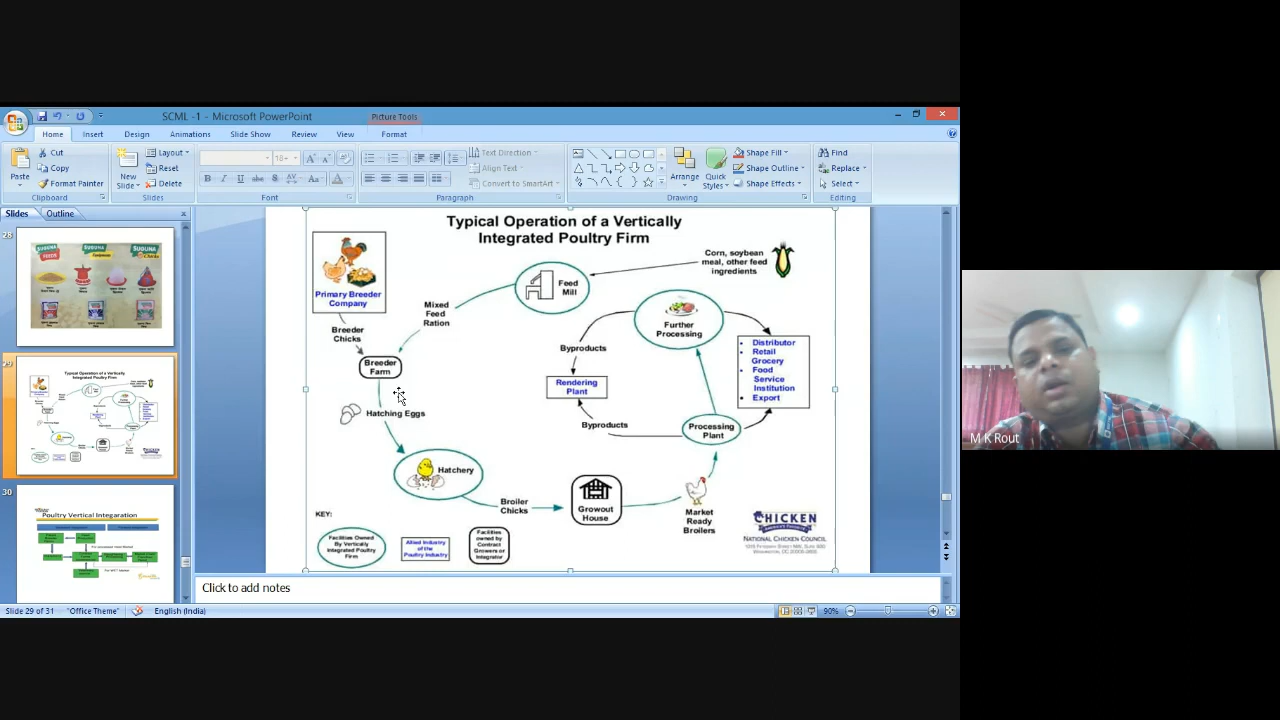 SCML -1 - Microsoft PowerPoint
Picture Tools
Home
Insert
Design
Animations
Slide Show
Review
View
Format
Paste
Cut
Copy
Format Painter
Clipboard
New
Slide
Layout
Reset
Delete
Slides
18
Font
Text Direction
Align Text
Convert to SmartArt
Paragraph
Arrange
Quick
Styles
Shape Fill
Shape Outline
Shape Effects
Drawing
Find
Replace
Select
Editing
Slides
Outline
28
SUGUNA
SUGUNA
SUGUNA
Chicks
29
30
Poultry Vertical Integaration
Typical Operation of a Vertically
Integrated Poultry Firm
Primary Breeder
Company
Breeder
Chicks
Breeder
Farm
Hatching Eggs
Hatchery
Mixed
Feed
Ration
Feed
Mill
Corn, soybean
meal, other feed
ingredients
Further
Processing
Byproducts
Rendering
Plant
Byproducts
Processing
Plant
• Distributor
• Retail
Grocery
• Food
Service
Institution
• Export
Broiler
Chicks
Growout
House
Market
Ready
Broilers
KEY:
Facilities Owned
By Vertically
Integrated Poultry
Firm
Allied Industry
of the
Poultry Industry
Facilities
owned by
Contract
Growers or
Integrator
CHICKEN
NATIONAL CHICKEN COUNCIL
Click to add notes
Slide 29 of 31
"Office Theme"
English (India)
90%
M K Rout